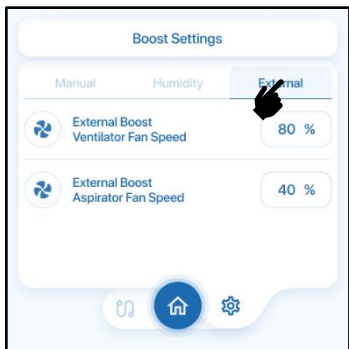 Boost Settings
Manual Humidity External
External Boost
Ventilator Fan Speed
80 %
External Boost
Aspirator Fan Speed
40 %